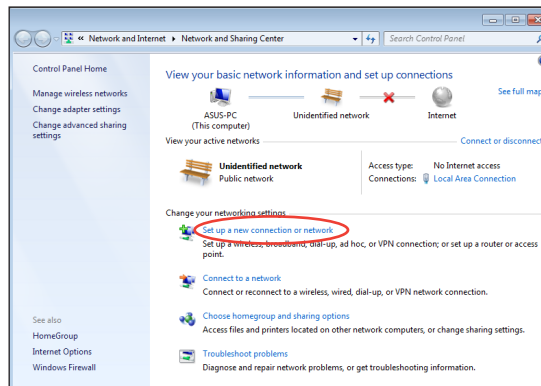 « Network and Internet ▸ Network and Sharing Center
Search Control Panel
Control Panel Home
Manage wireless networks
Change adapter settings
Change advanced sharing
settings
See also
HomeGroup
Internet Options
Windows Firewall
View your basic network information and set up connections
See full map
ASUS-PC
(This computer)
Unidentified network
Internet
View your active networks
Connect or disconnect
Unidentified network
Public network
Access type: No Internet access
Connections: Local Area Connection
Change your networking settings
Set up a new connection or network
Set up a wireless, broadband, dial-up, ad hoc, or VPN connection; or set up a router or access
point.
Connect to a network
Connect or reconnect to a wireless, wired, dial-up, or VPN network connection.
Choose homegroup and sharing options
Access files and printers located on other network computers, or change sharing settings.
Troubleshoot problems
Diagnose and repair network problems, or get troubleshooting information.